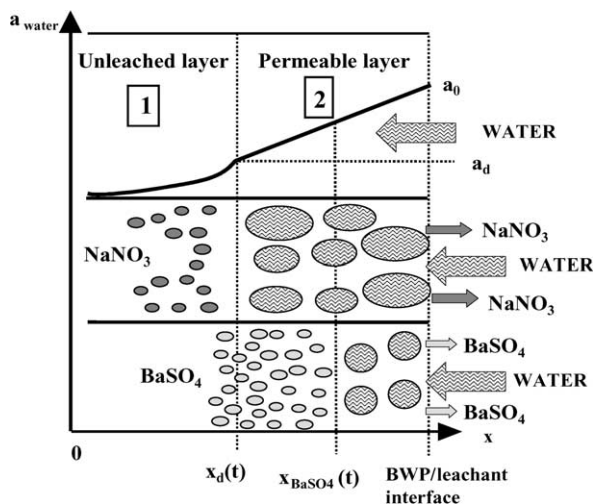 a water
Unleached layer
Permeable layer
1
2
a0
WATER
ad
NaNO3
NaNO3
WATER
NaNO3
BaSO4
BaSO4
WATER
BaSO4
x
0
xd(t)
xBaSO4 (t)
BWP/leachant
interface